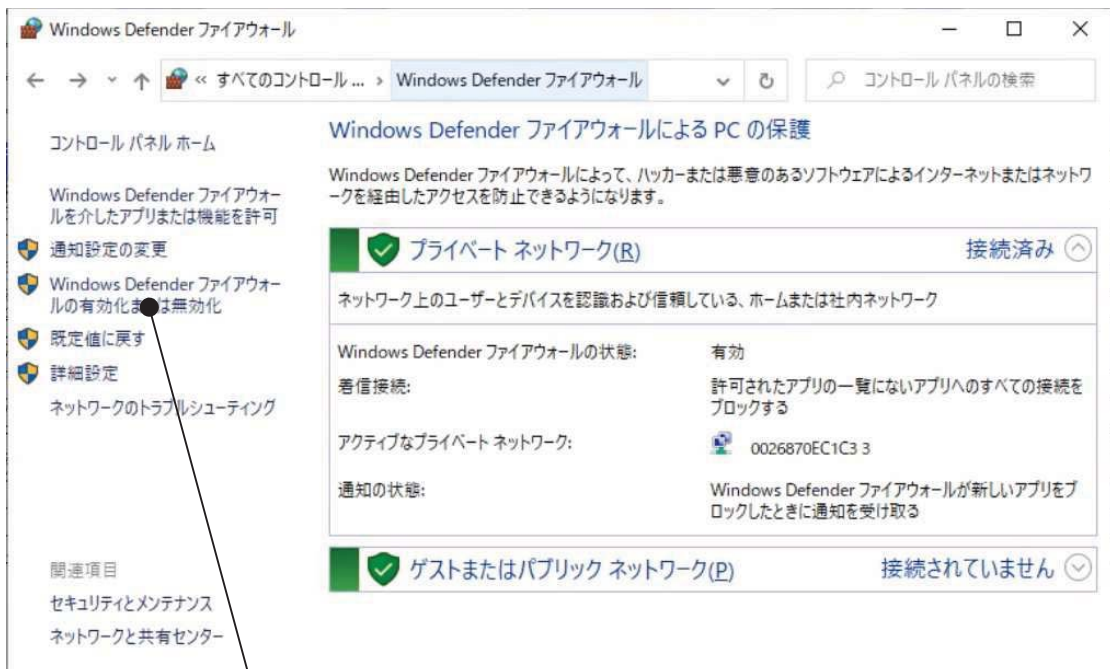 Windows Defender ファイアウォール
« すべてのコントロール ... › Windows Defender ファイアウォール
コントロール パネルの検索
コントロール パネル ホーム
Windows Defender ファイアウォー
ルを介したアプリまたは機能を許可
通知設定の変更
Windows Defender ファイアウォー
ルの有効化または無効化
既定値に戻す
詳細設定
ネットワークのトラブルシューティング
関連項目
セキュリティとメンテナンス
ネットワークと共有センター
Windows Defender ファイアウォールによる PC の保護
Windows Defender ファイアウォールによって、ハッカーまたは悪意のあるソフトウェアによるインターネットまたはネットワ
ークを経由したアクセスを防止できるようになります。
プライベート ネットワーク(R) 接続済み
ネットワーク上のユーザーとデバイスを認識および信頼している、ホームまたは社内ネットワーク
Windows Defender ファイアウォールの状態: 有効
着信接続: 許可されたアプリの一覧にないアプリへのすべての接続を
ブロックする
アクティブなプライベート ネットワーク: 0026870EC1C3 3
通知の状態: Windows Defender ファイアウォールが新しいアプリをブ
ロックしたときに通知を受け取る
ゲストまたはパブリック ネットワーク(P) 接続されていません